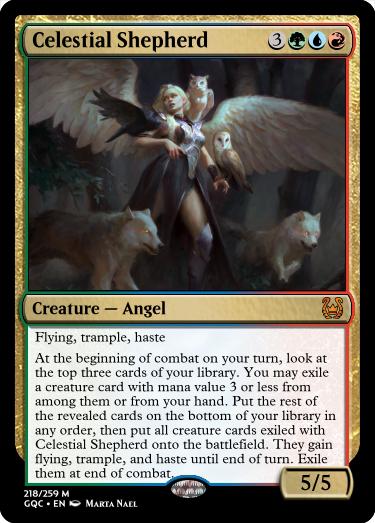 Celestial Shepherd 3
Creature — Angel
Flying, trample, haste
At the beginning of combat on your turn, look at
the top three cards of your library. You may exile
a creature card with mana value 3 or less from
among them or from your hand. Put the rest of
the revealed cards on the bottom of your library in
any order, then put all creature cards exiled with
Celestial Shepherd onto the battlefield. They gain
flying, trample, and haste until end of turn. Exile
them at end of combat.
5/5
218/259 M
GQC • EN Marta Nael